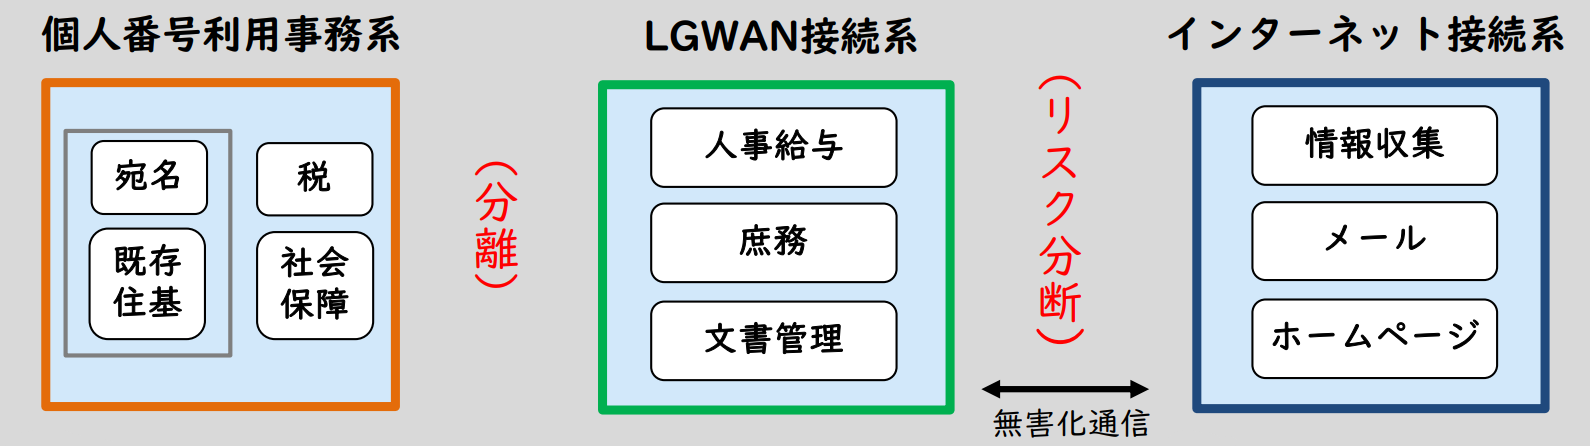 個人番号利用事務系
宛名
税
既存
住基
社会
保障
（分離）
LGWAN接続系
人事給与
庶務
文書管理
（リスク分断）
無害化通信
インターネット接続系
情報収集
メール
ホームページ